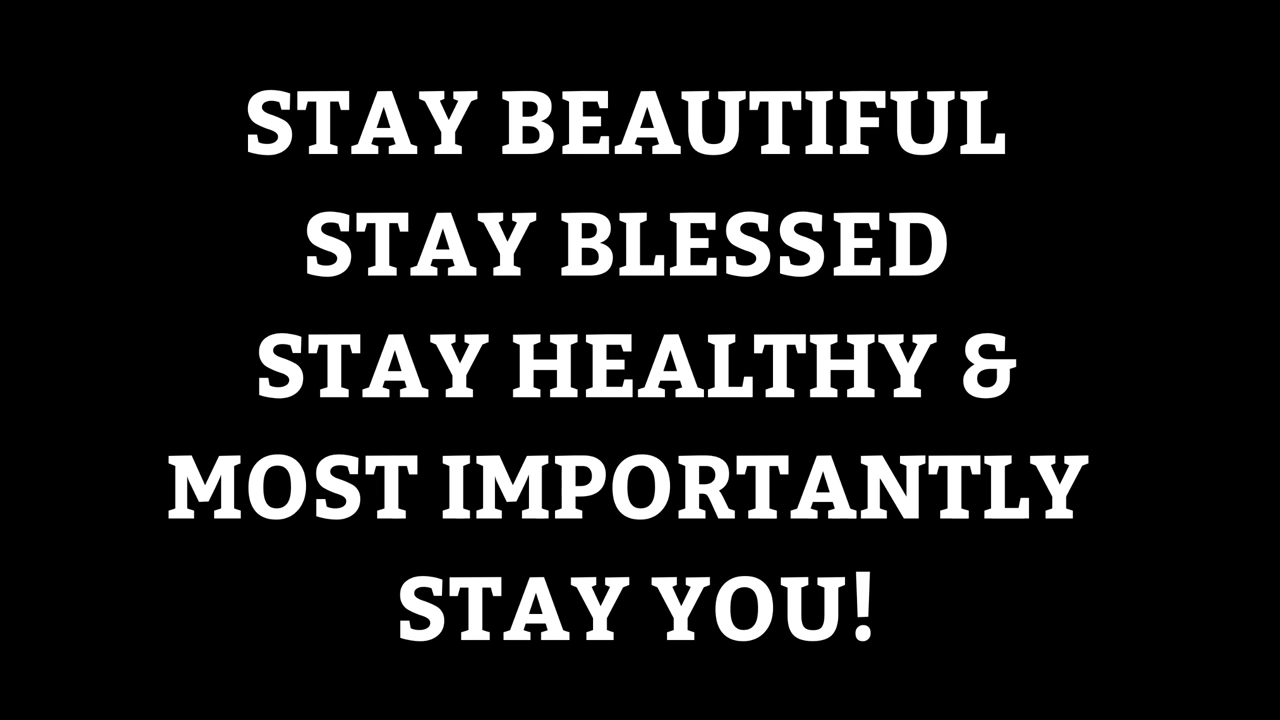 STAY BEAUTIFUL
STAY BLESSED
STAY HEALTHY &
MOST IMPORTANTLY
STAY YOU!